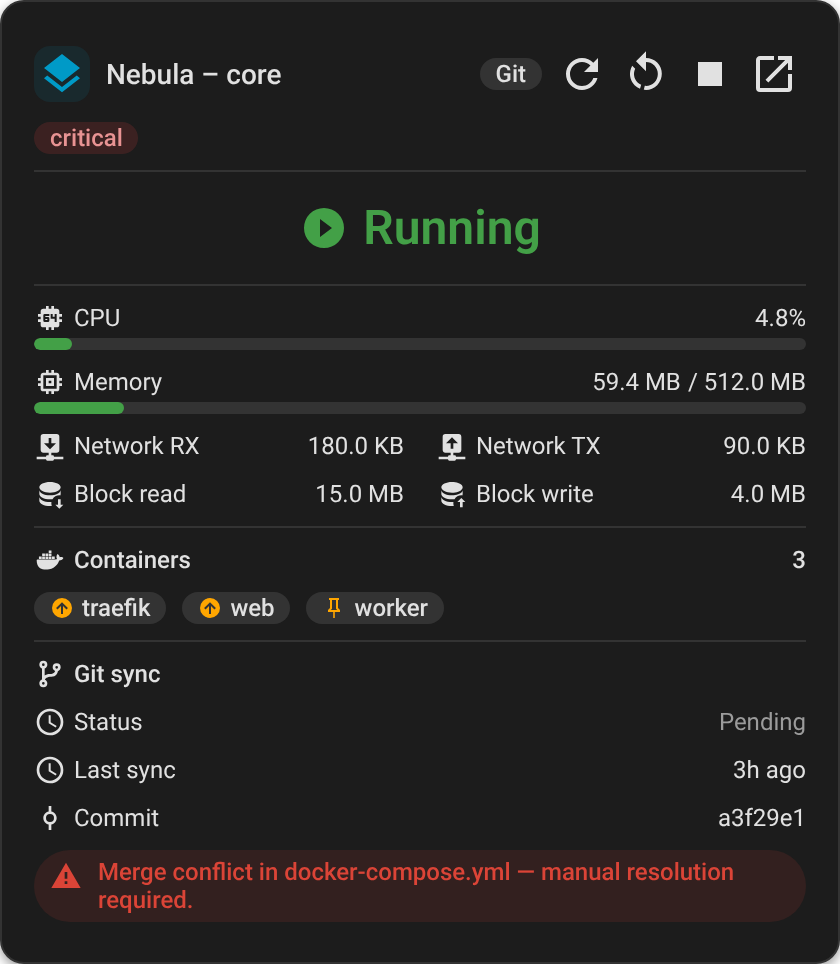 Nebula – core
Git
critical
Running
64
CPU
4.8%
Memory
59.4 MB / 512.0 MB
Network RX
180.0 KB
Network TX
90.0 KB
Block read
15.0 MB
Block write
4.0 MB
Containers
3
traefik
web
worker
Git sync
Status
Pending
Last sync
3h ago
Commit
a3f29e1
Merge conflict in docker-compose.yml — manual resolution
required.